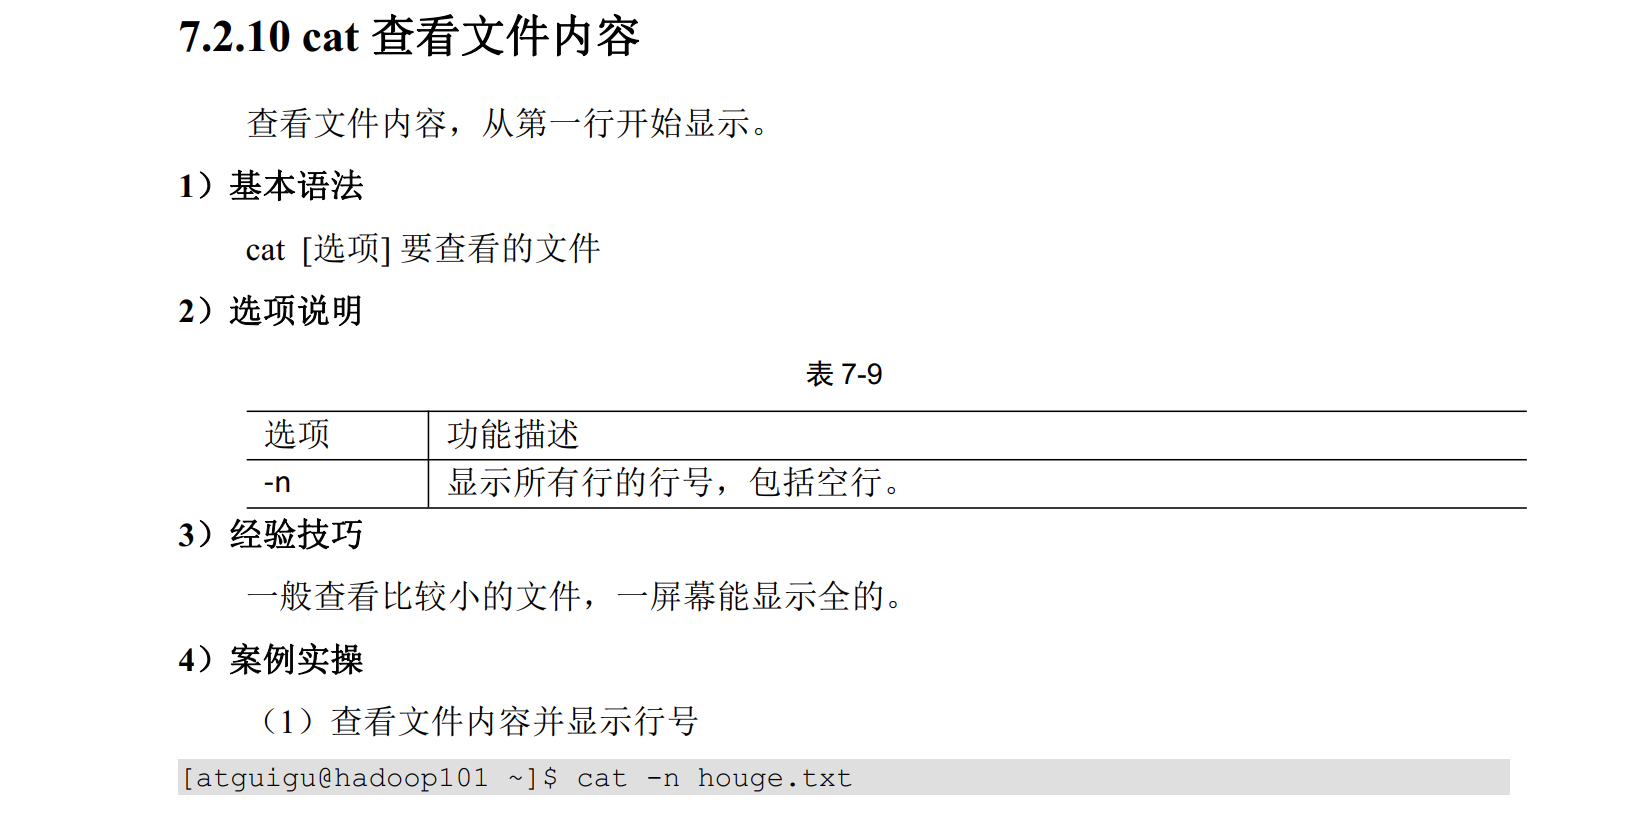 7.2.10 cat 查看文件内容
查看文件内容，从第一行开始显示。
1）基本语法
cat [选项] 要查看的文件
2）选项说明
表 7-9
选项 功能描述
-n 显示所有行的行号，包括空行。
3）经验技巧
一般查看比较小的文件，一屏幕能显示全的。
4）案例实操
（1）查看文件内容并显示行号
[atguigu@hadoop101 ~]$ cat -n houge.txt